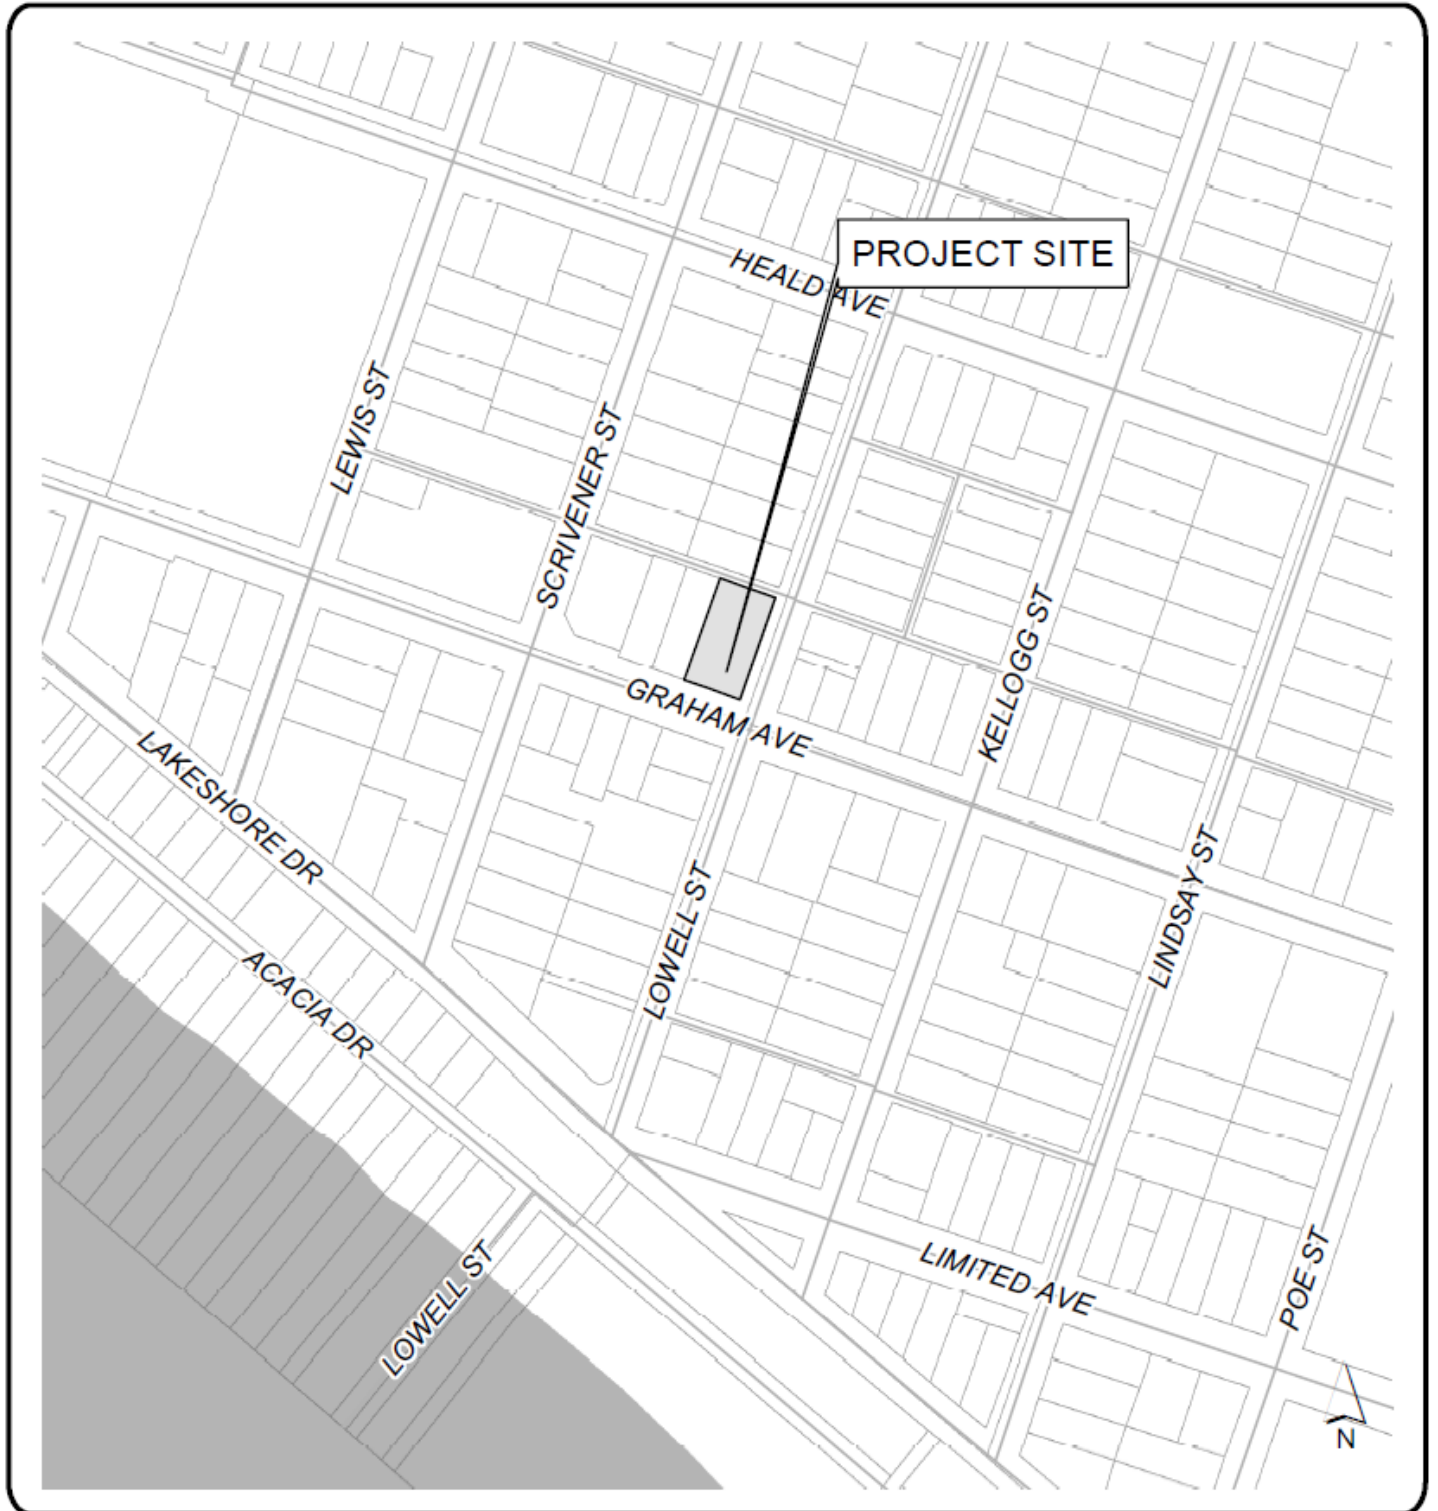 PROJECT SITE
HEALD AVE
LEWIS ST
SCRIVENER ST
KELLOGG ST
GRAHAM AVE
LAKESHORE DR
LINDSAY ST
LOWELL ST
ACACIA DR
LIMITED AVE
POE ST
LOWELL ST
N